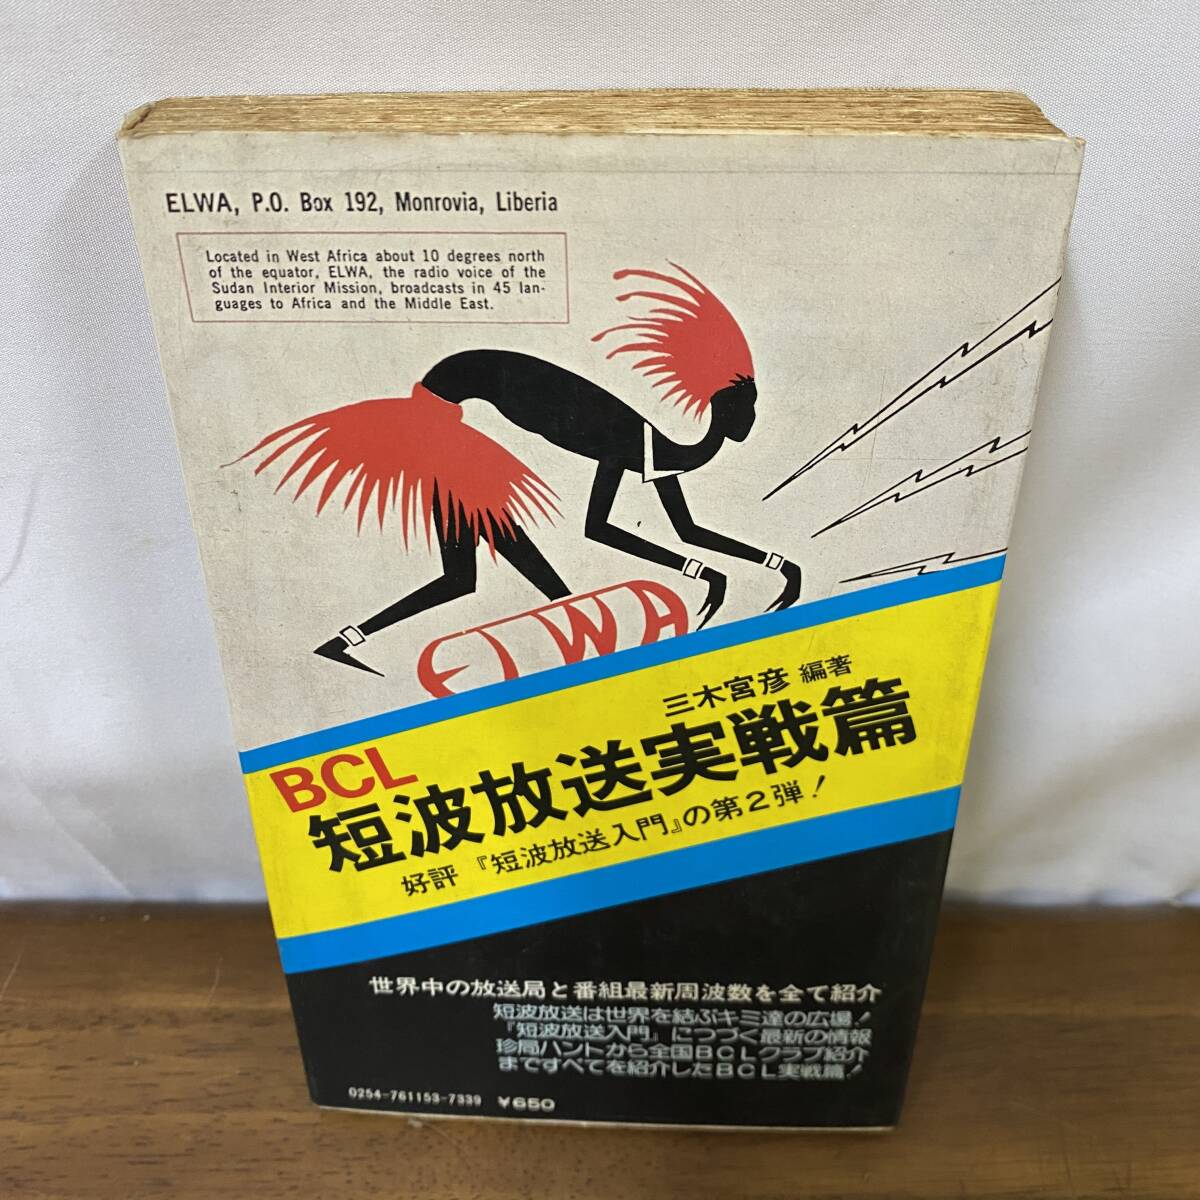 ELWA, P.O. Box 192, Monrovia, Liberia
Located in West Africa about 10 degrees north
of the equator, ELWA, the radio voice of the
Sudan Interior Mission, broadcasts in 45 lan-
guages to Africa and the Middle East.
ELWA
三木宮彦 編著
BCL
短波放送実戦篇
好評『短波放送入門』の第2弾!
世界中の放送局と番組最新周波数を全て紹介
短波放送は世界を結ぶキミ達の広場!
『短波放送入門』につづく最新の情報
珍局ハントから全国BCLクラブ紹介
まですべてを紹介したBCL実戦篇!
0254-761153-7339 ¥650